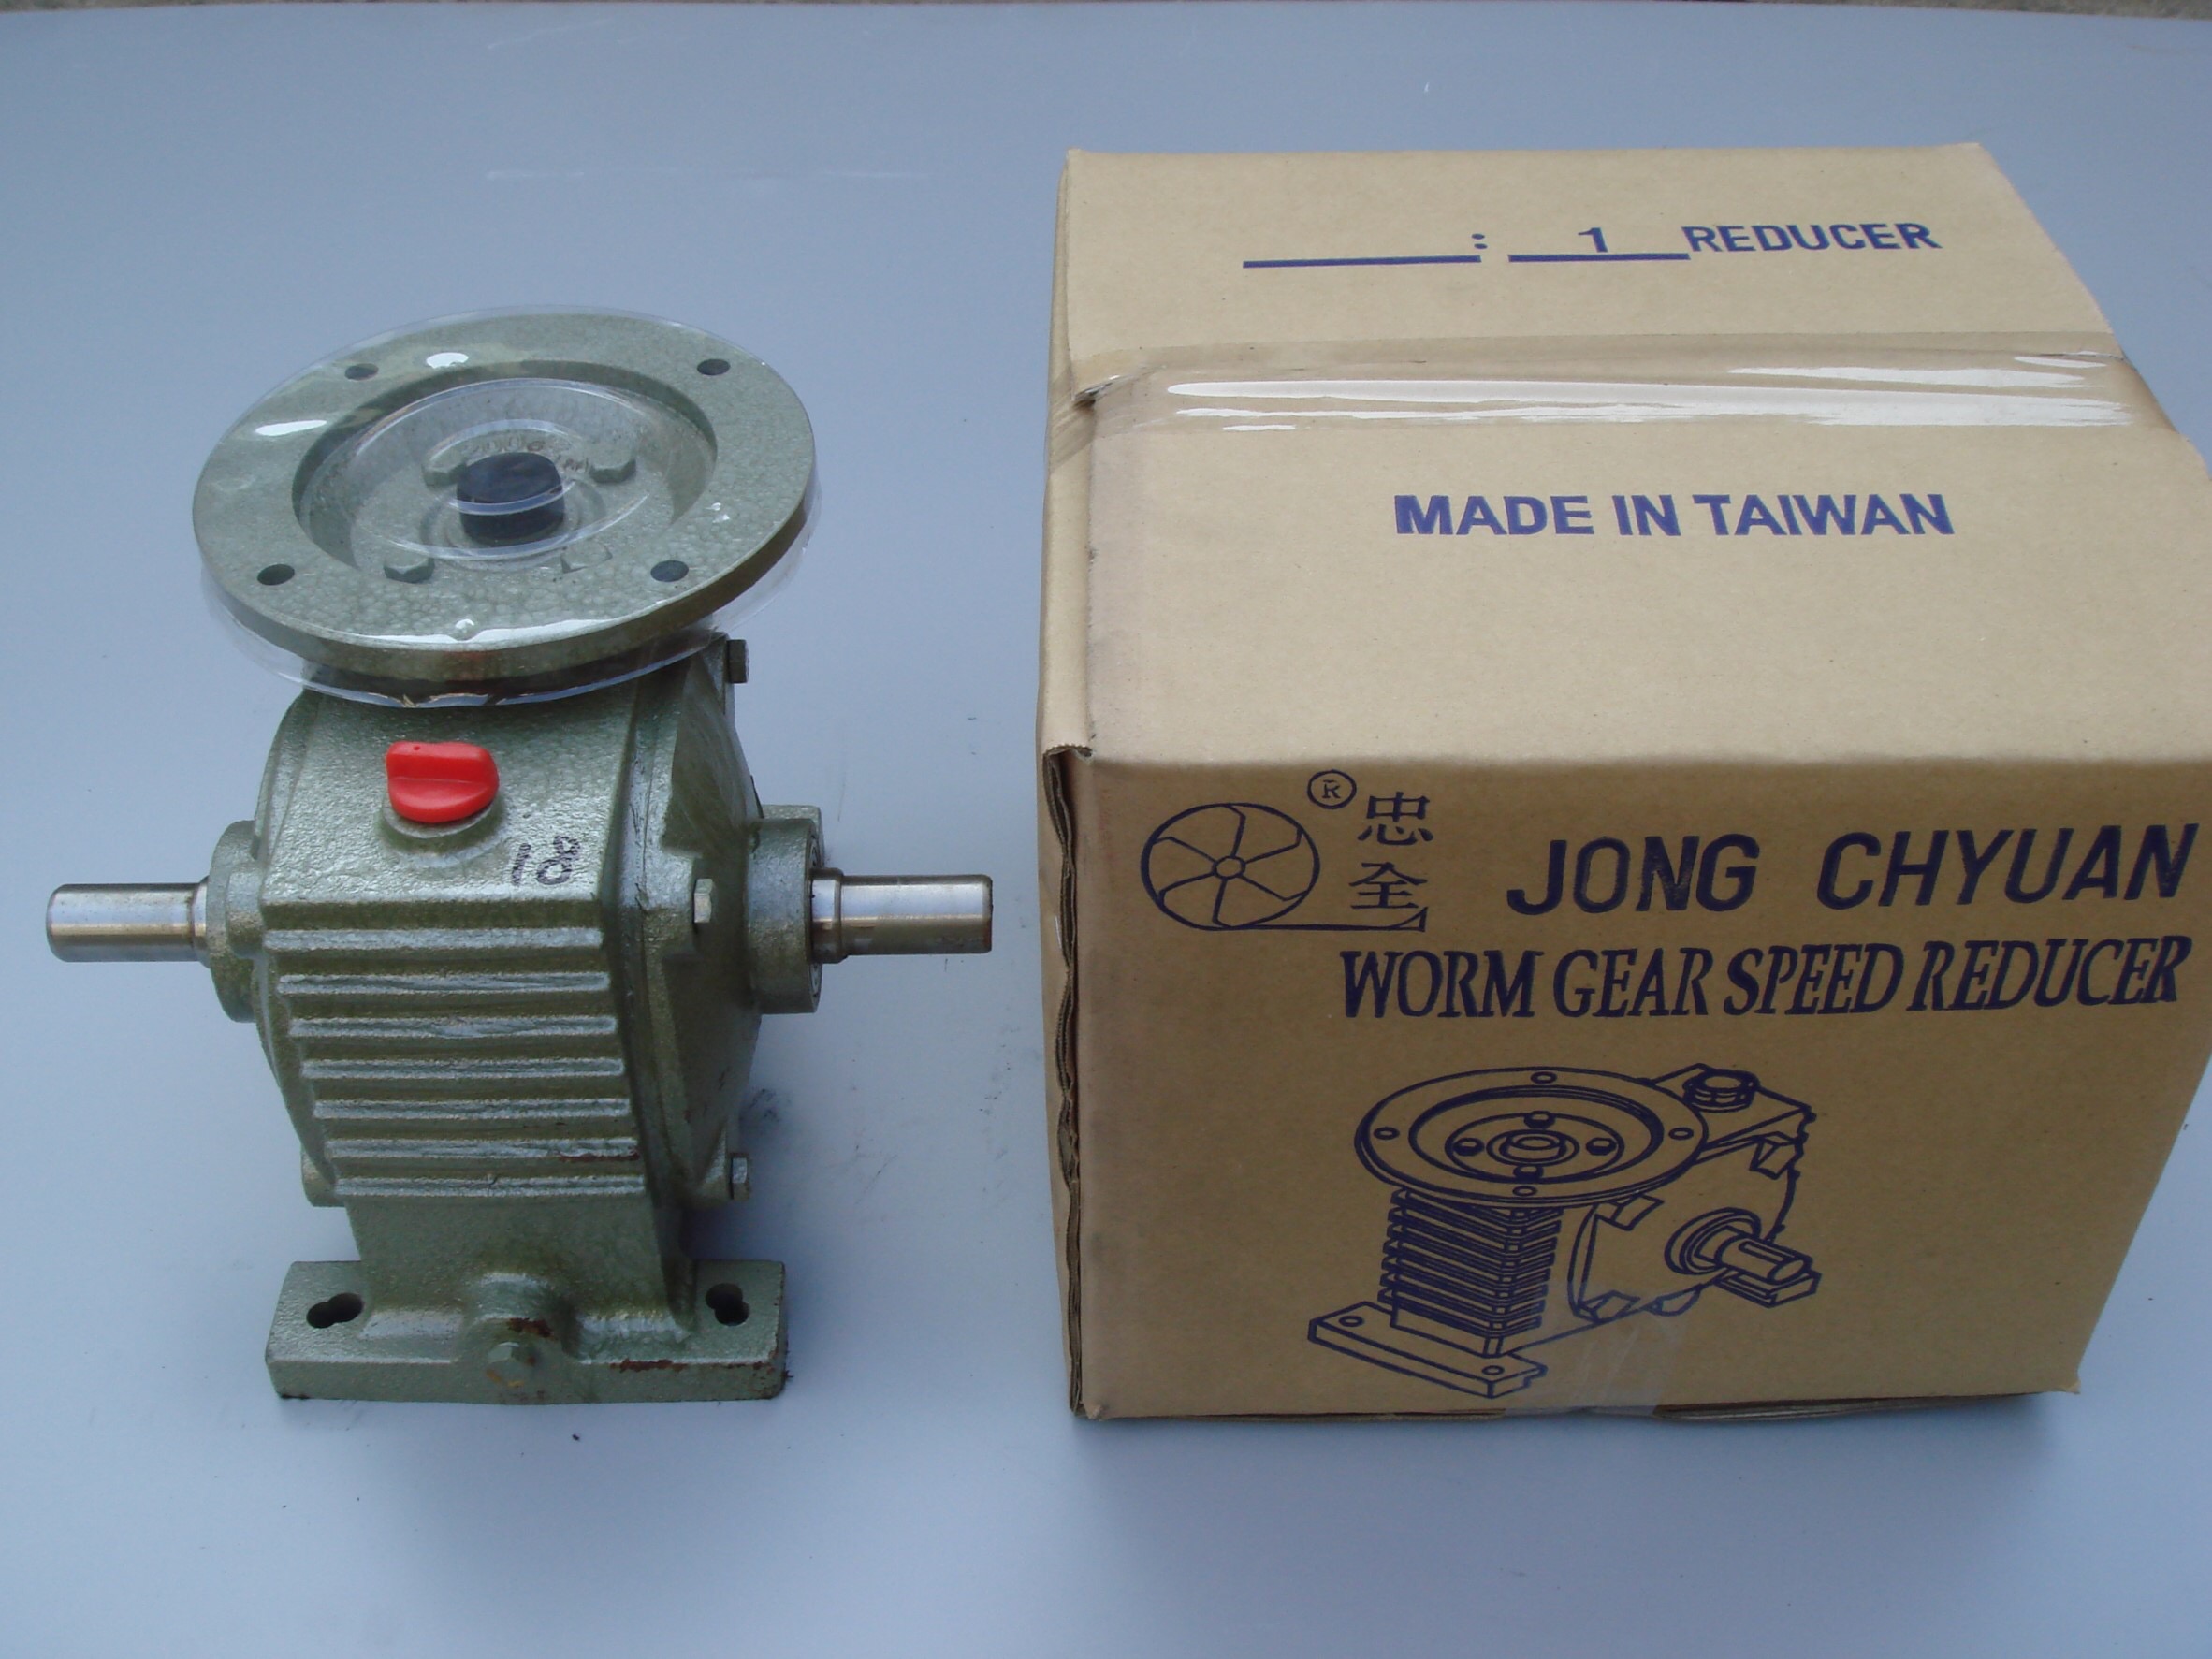 : 1 REDUCER
MADE IN TAIWAN
® 忠全
JONG CHYUAN
WORM GEAR SPEED REDUCER